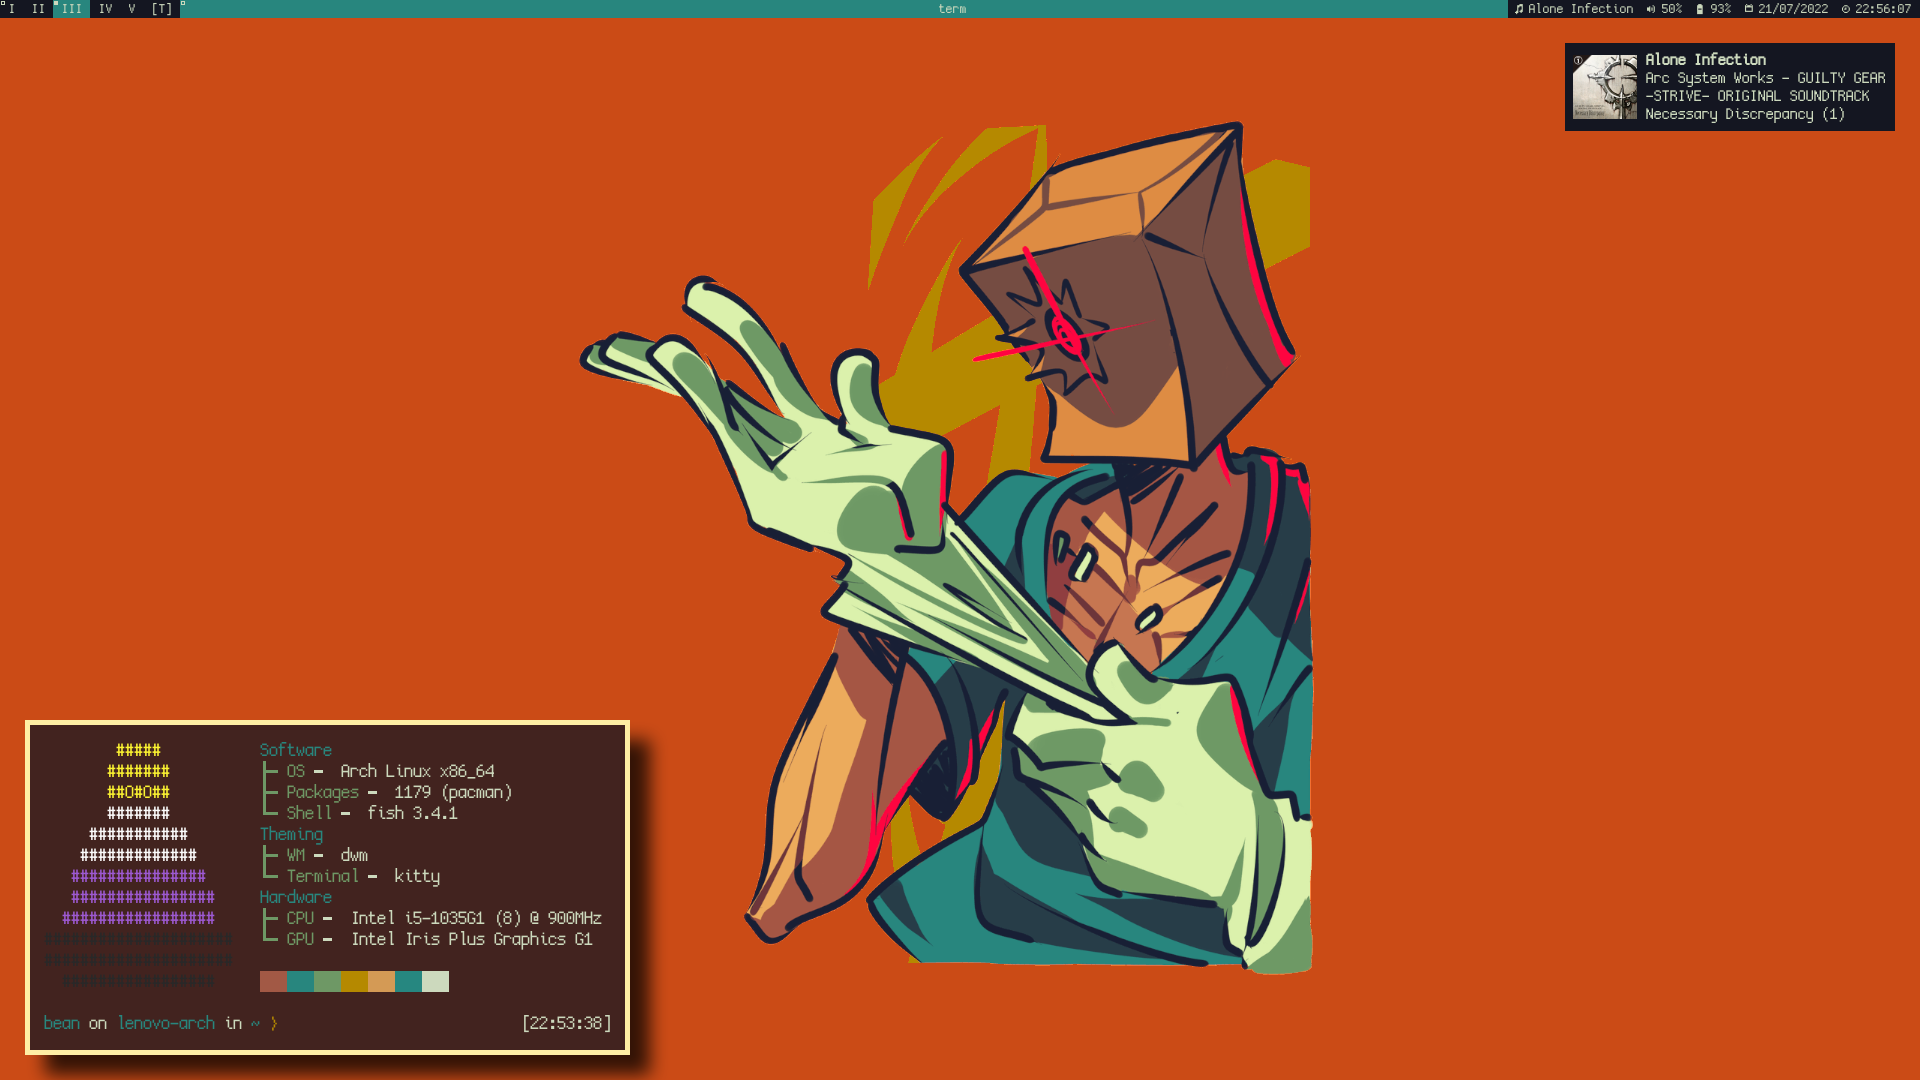 I II III IV V [T]
term
Alone Infection 50% 93% 21/07/2022 22:56:07
Alone Infection
Arc System Works - GUILTY GEAR
-STRIVE- ORIGINAL SOUNDTRACK
Necessary Discrepancy (1)
#####
#######
##O#O##
#######
###########
#############
###############
################
#################
#####################
#####################
#################
Software
OS - Arch Linux x86_64
Packages - 1179 (pacman)
Shell - fish 3.4.1
Theming
WM - dwm
Terminal - kitty
Hardware
CPU - Intel i5-1035G1 (8) @ 900MHz
GPU - Intel Iris Plus Graphics G1
bean on lenovo-arch in ~ ❯ [22:53:38]